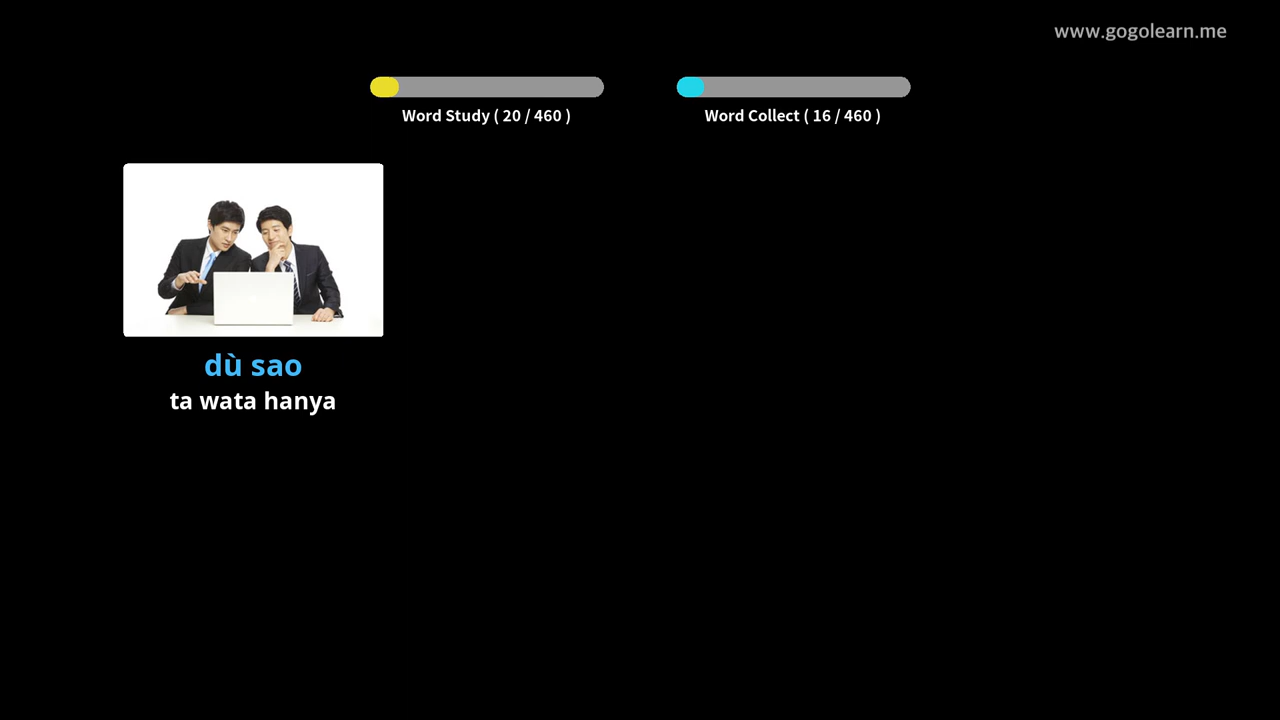 www.gogolearn.me
Word Study ( 20 / 460 )
Word Collect ( 16 / 460 )
dù sao
ta wata hanya